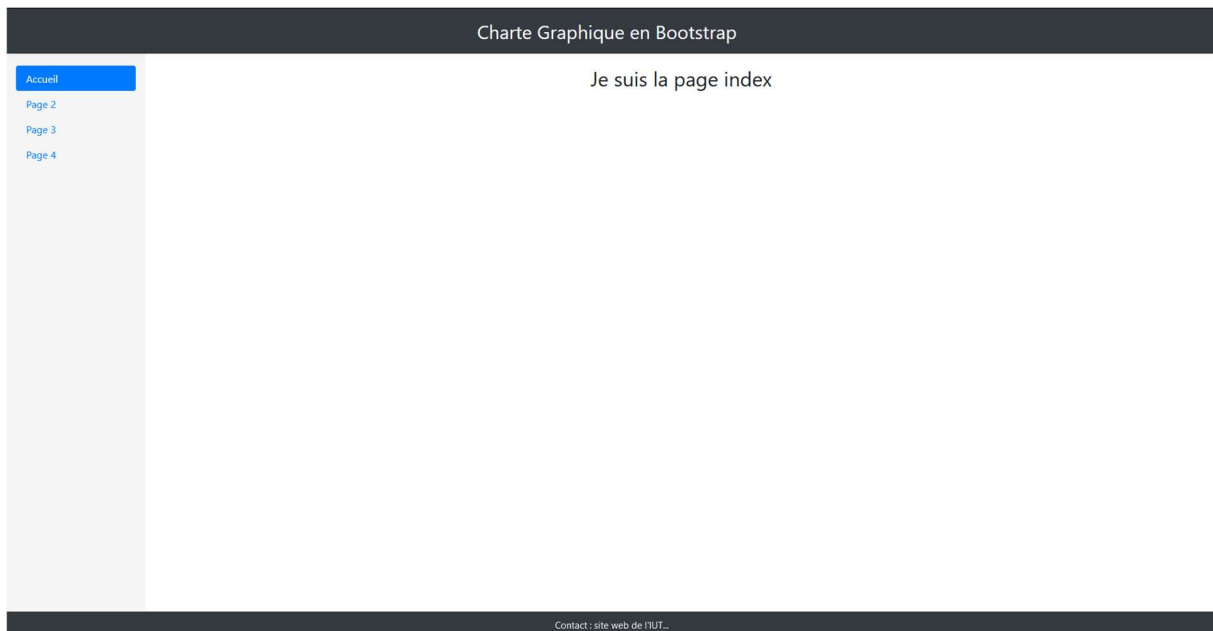 Charte Graphique en Bootstrap
Accueil
Page 2
Page 3
Page 4
Je suis la page index
Contact : site web de l'IUT...